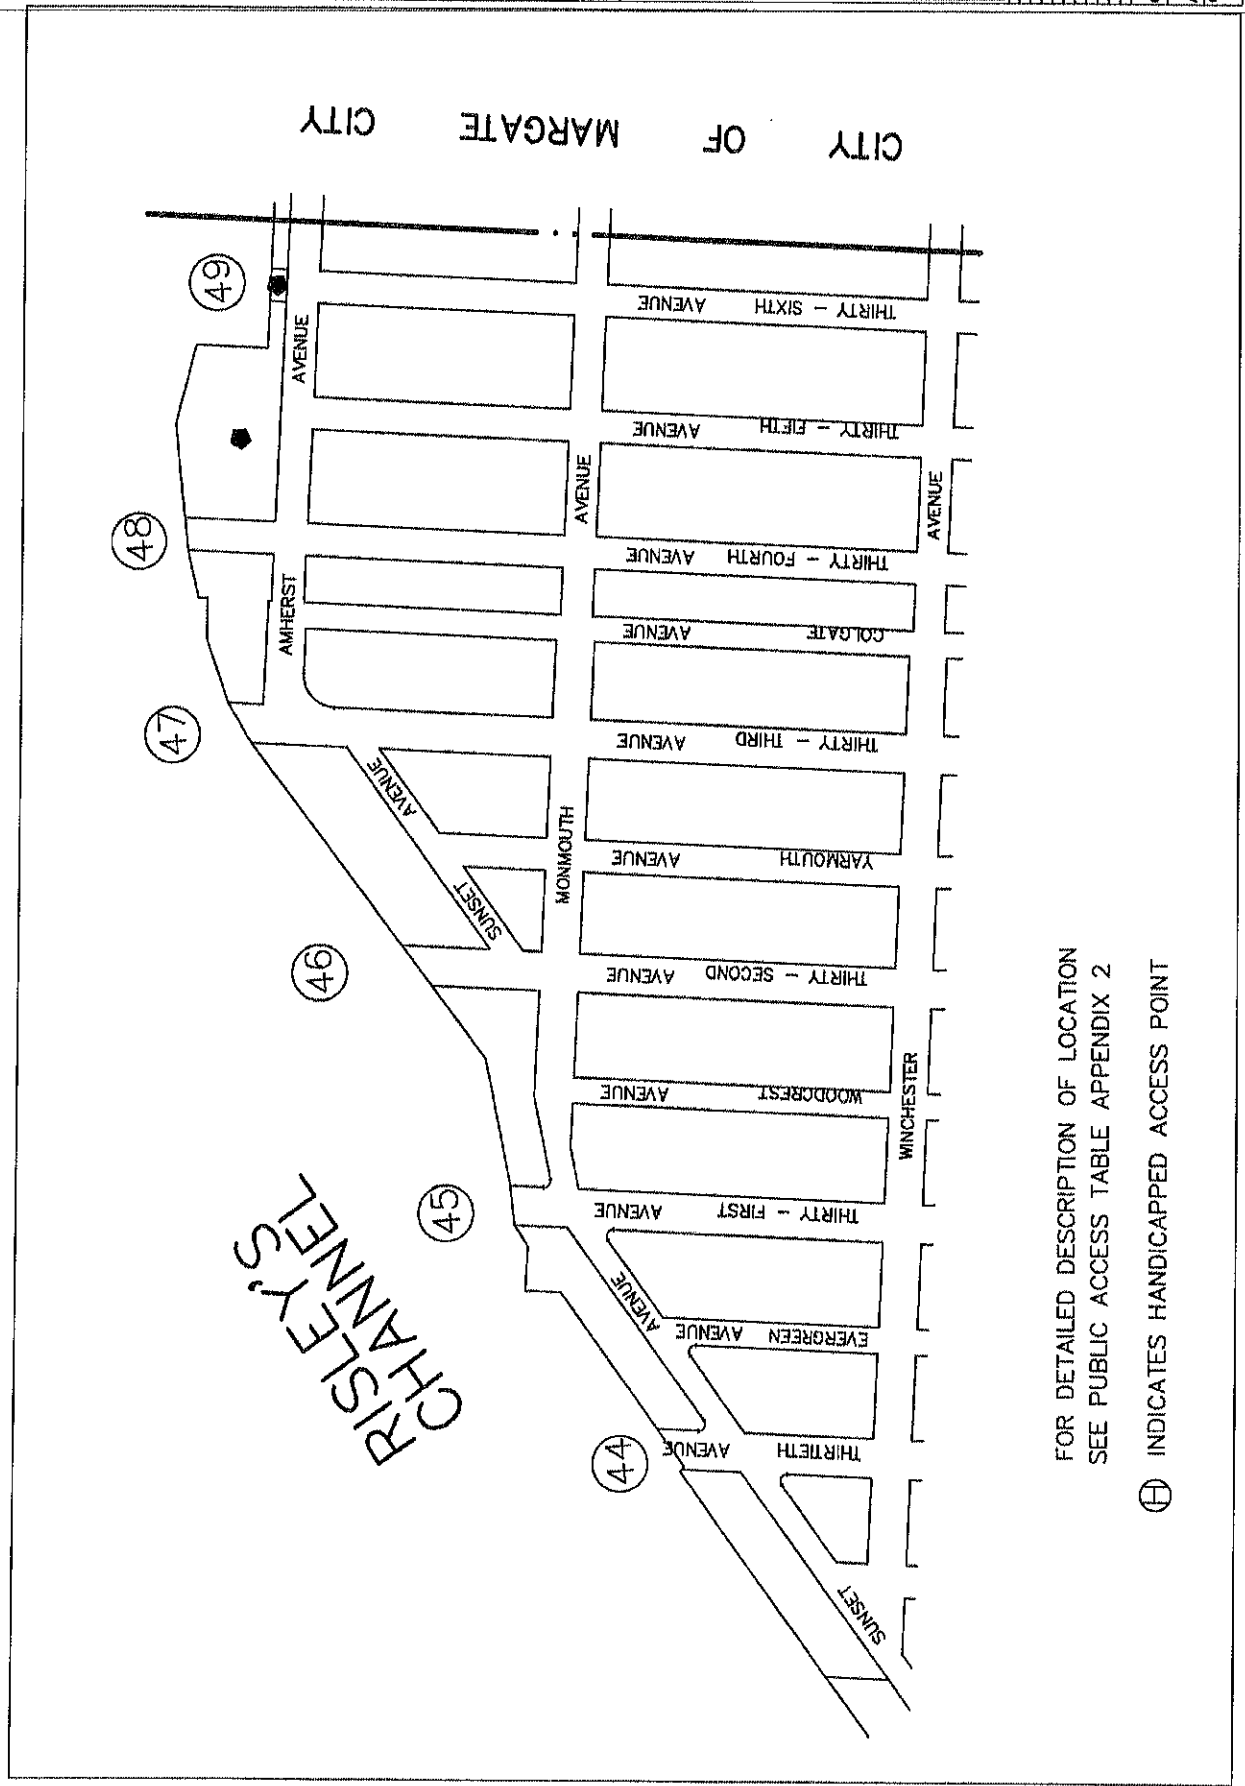 CITY OF MARGATE CITY
49
48
47
46
45
44
RISLEY'S
CHANNEL
AMHERST AVENUE AVENUE
MONMOUTH AVENUE
WINCHESTER AVENUE
SUNSET AVENUE
SUNSET AVENUE
THIRTY - SIXTH AVENUE
THIRTY - FIFTH AVENUE
THIRTY - FOURTH AVENUE
COLGATE AVENUE
THIRTY - THIRD AVENUE
YARMOUTH AVENUE
THIRTY - SECOND AVENUE
WOODCREST AVENUE
THIRTY - FIRST AVENUE
EVERGREEN AVENUE
THIRTIETH AVENUE
FOR DETAILED DESCRIPTION OF LOCATION
SEE PUBLIC ACCESS TABLE APPENDIX 2
H INDICATES HANDICAPPED ACCESS POINT